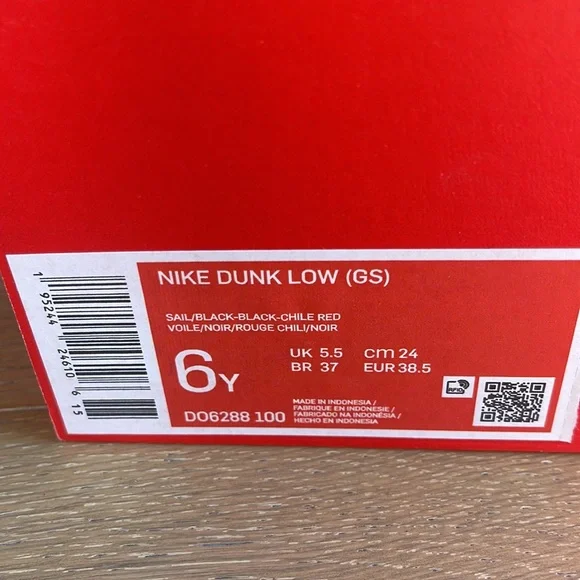 NIKE DUNK LOW (GS)
SAIL/BLACK-BLACK-CHILE RED
VOILE/NOIR/ROUGE CHILI/NOIR
6Y
UK 5.5 cm 24
BR 37 EUR 38.5
DO6288 100
MADE IN INDONESIA /
FABRIQUE EN INDONESIE /
FABRICADO NA INDONÉSIA /
HECHO EN INDONESIA
RFID
1 95244 24610 6 15